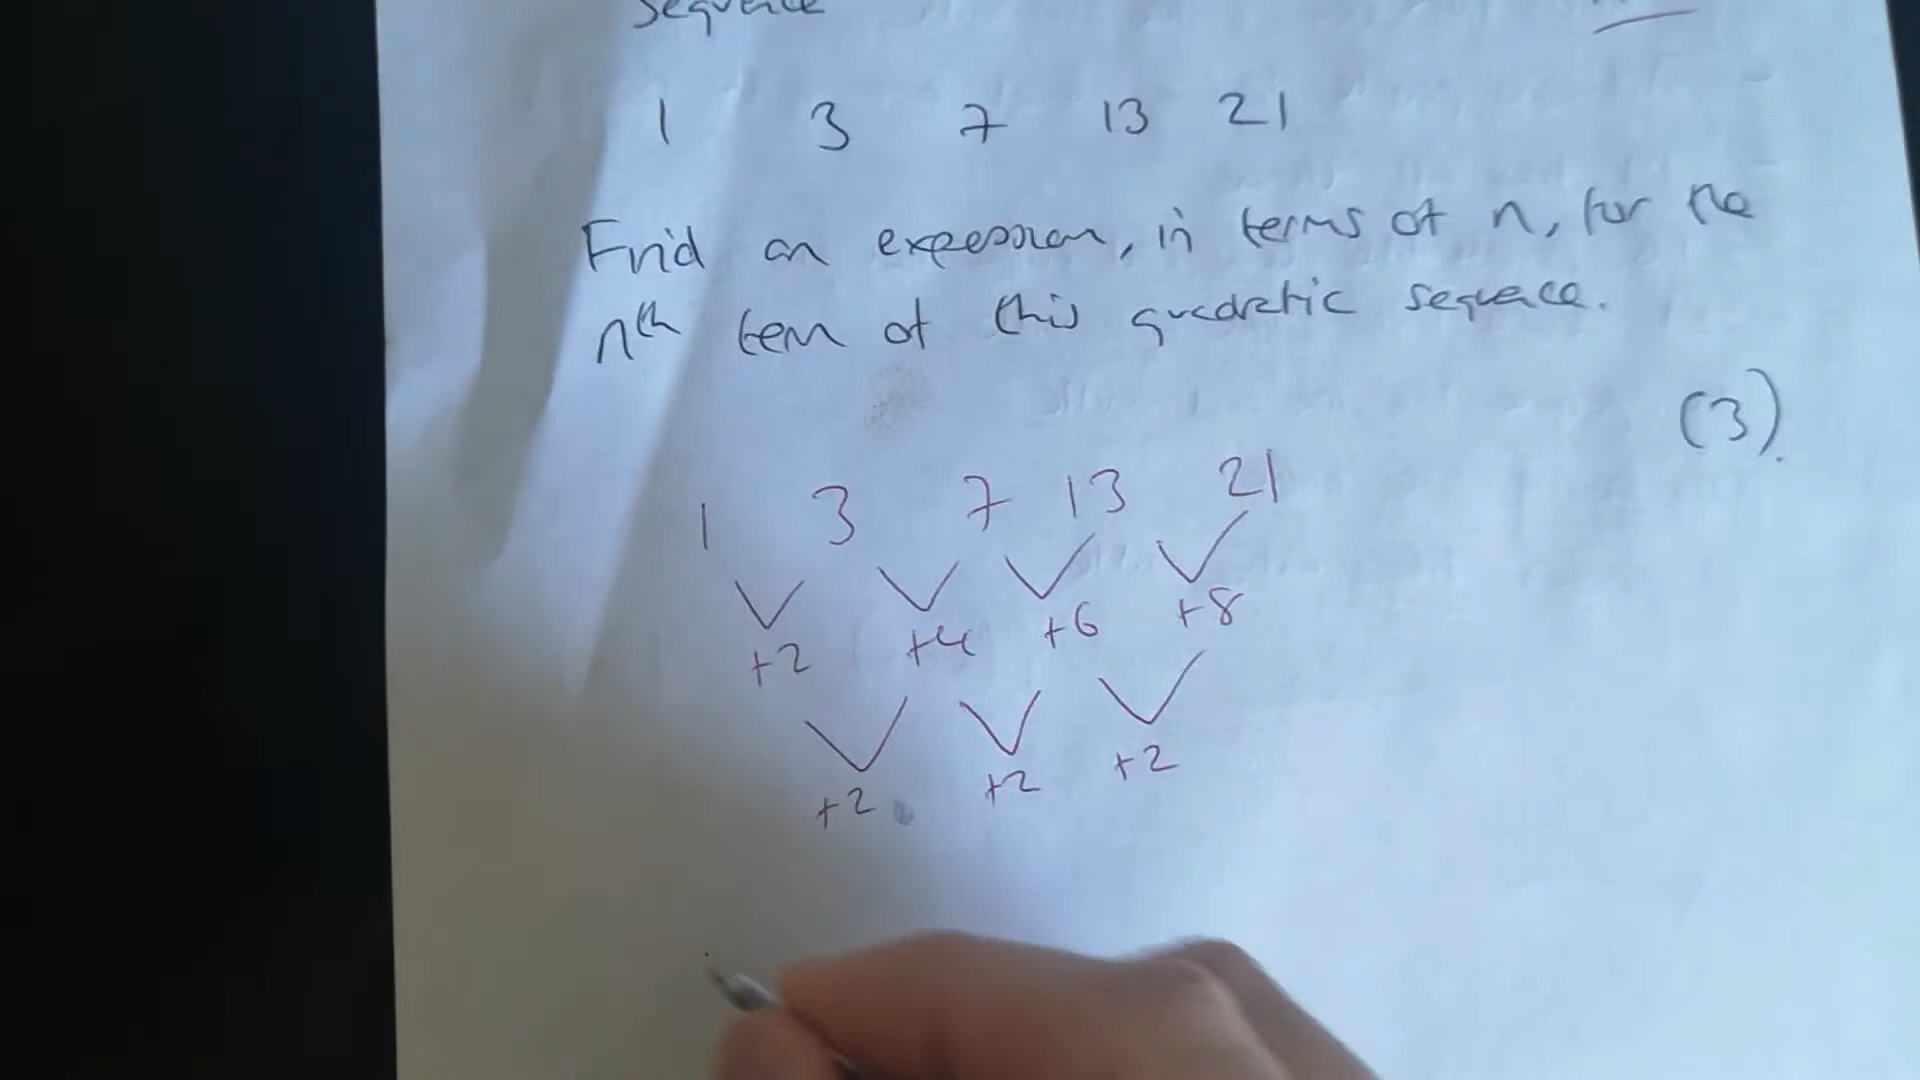 sequence
1 3 7 13 21
Find an expression, in terms of n, for the
nth term of this quadratic sequence.
(3).
1 3 7 13 21
+2 +4 +6 +8
+2 +2 +2